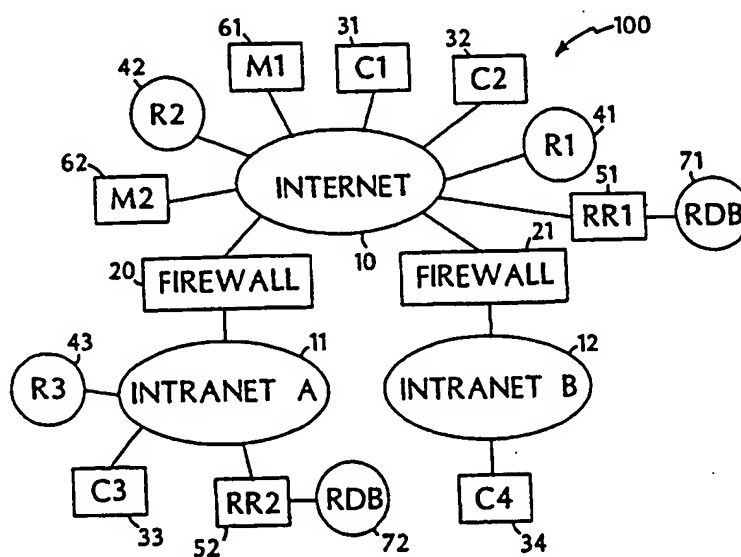 100
61
31
32
42
M1
C1
C2
R2
R1
41
62
M2
INTERNET
51
71
RR1
RDB
10
21
20
FIREWALL
FIREWALL
43
11
12
R3
INTRANET A
INTRANET B
C3
RR2
RDB
C4
33
52
72
34